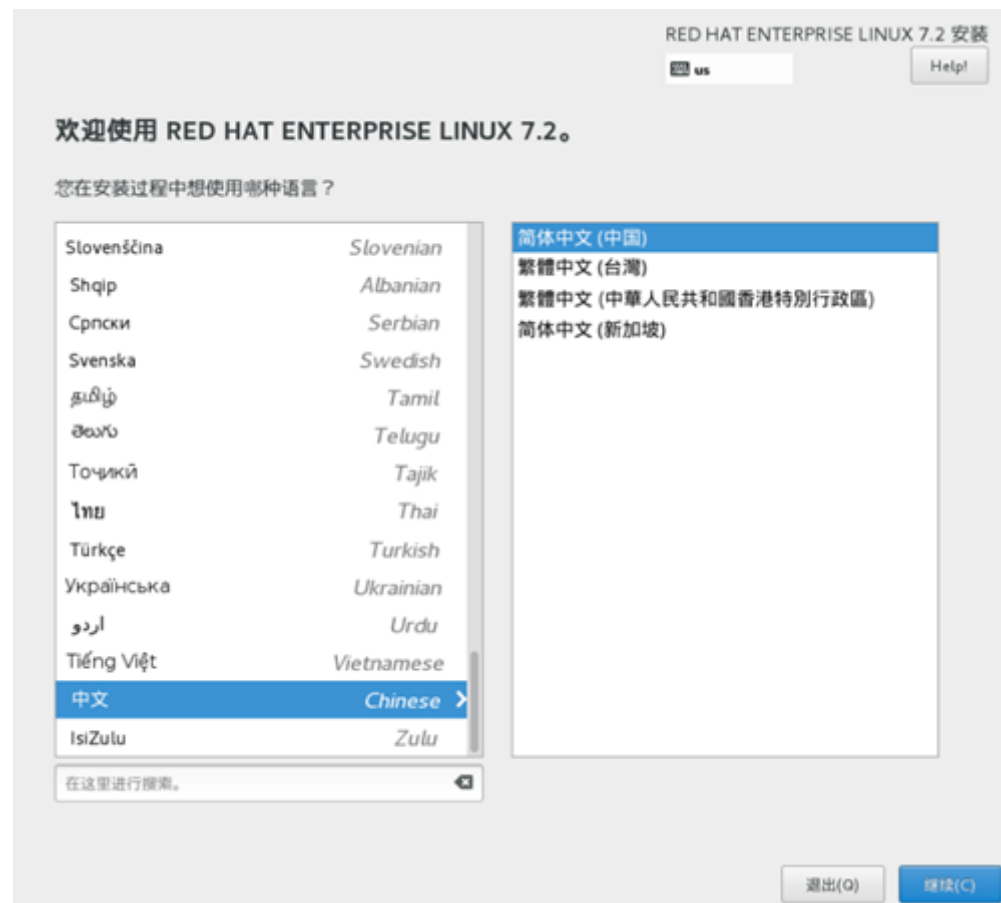 RED HAT ENTERPRISE LINUX 7.2 安装
us
Help!
欢迎使用 RED HAT ENTERPRISE LINUX 7.2。
您在安装过程中想使用哪种语言？
Slovenščina Slovenian
Shqip Albanian
Српски Serbian
Svenska Swedish
தமிழ் Tamil
తెలుగు Telugu
Тоҷикӣ Tajik
ไทย Thai
Türkçe Turkish
Українська Ukrainian
اردو Urdu
Tiếng Việt Vietnamese
中文 Chinese
IsiZulu Zulu
简体中文 (中国)
繁體中文 (台灣)
繁體中文 (中華人民共和國香港特別行政區)
简体中文 (新加坡)
在这里进行搜索。
退出(Q)
继续(C)